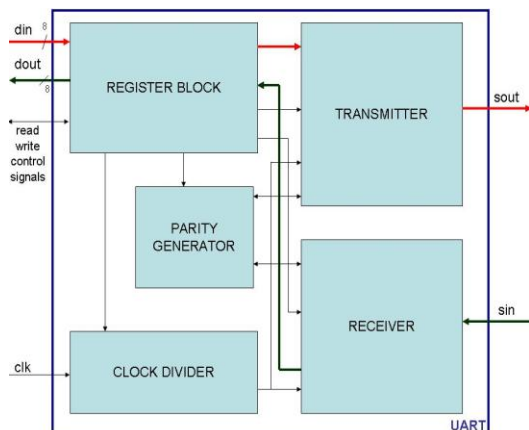 din
8
dout
8
REGISTER BLOCK
TRANSMITTER
sout
read
write
control
signals
PARITY
GENERATOR
RECEIVER
sin
clk
CLOCK DIVIDER
UART